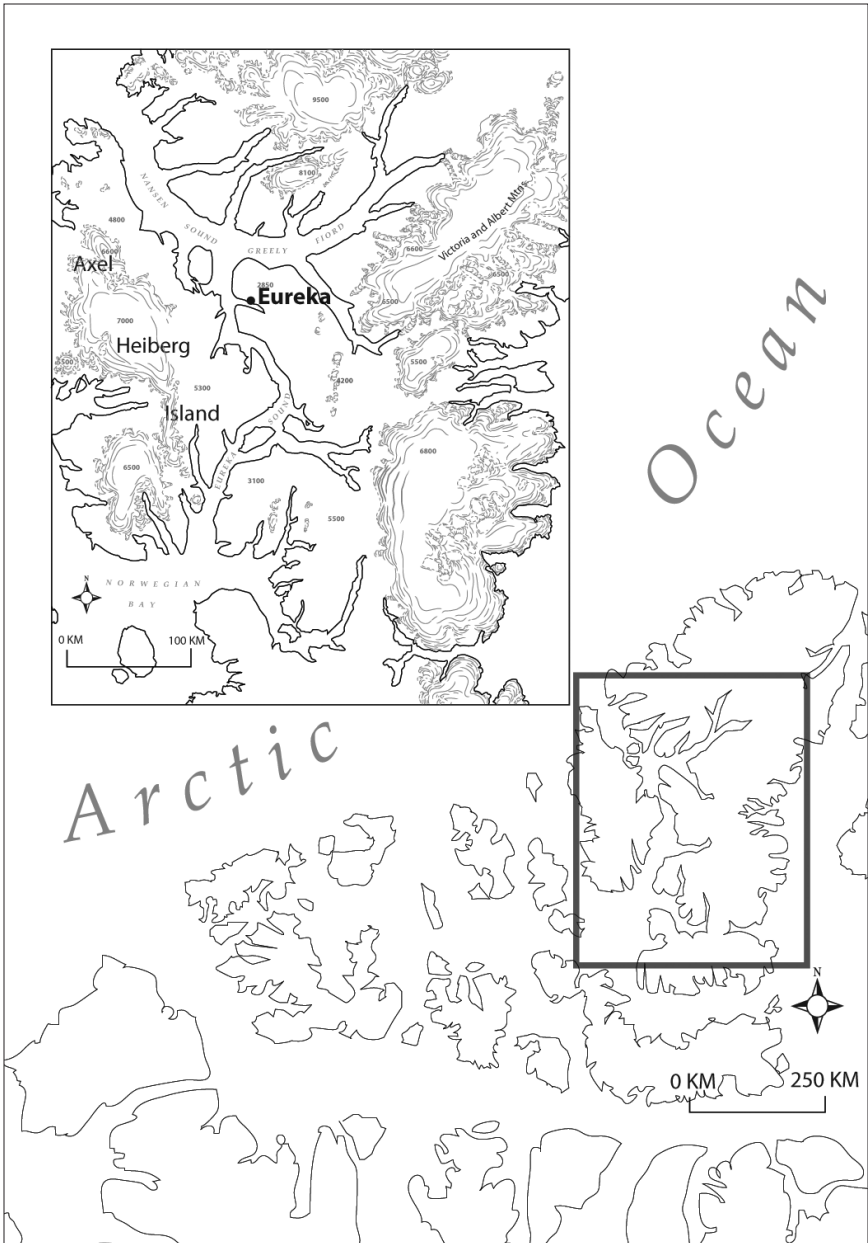 9500
8100
NANSEN
SOUND
GREELY FIORD
4800
6600
Axel
Victoria and Albert Mtns
6600
6500
6500
2850
Eureka
7000
Heiberg
5500
5500
4200
5300
Island
EUREKA SOUND
6500
3100
6800
5500
NORWEGIAN
BAY
N
0 KM 100 KM
Arctic
Ocean
N
0 KM 250 KM